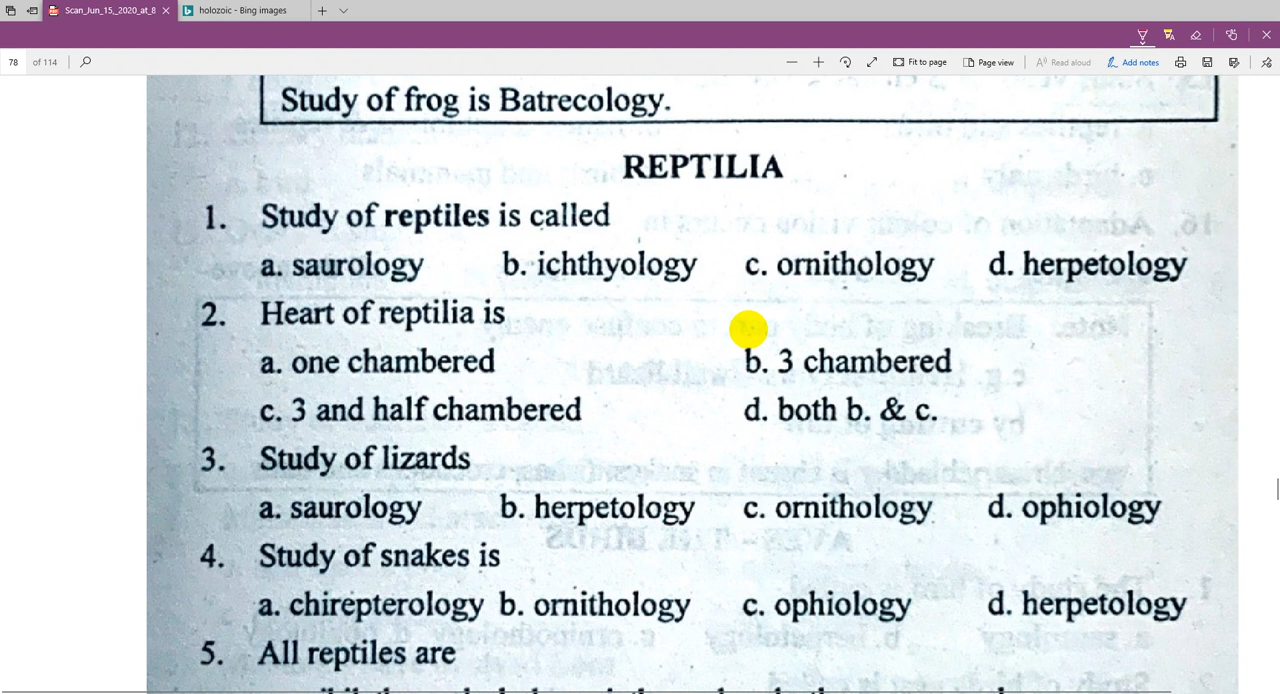 Scan_Jun_15,_2020_at_8
holozoic - Bing images
78 of 114
Fit to page
Page view
Read aloud
Add notes
Study of frog is Batrecology.
REPTILIA
1. Study of reptiles is called
a. saurology b. ichthyology c. ornithology d. herpetology
2. Heart of reptilia is
a. one chambered b. 3 chambered
c. 3 and half chambered d. both b. & c.
3. Study of lizards
a. saurology b. herpetology c. ornithology d. ophiology
4. Study of snakes is
a. chirepterology b. ornithology c. ophiology d. herpetology
5. All reptiles are